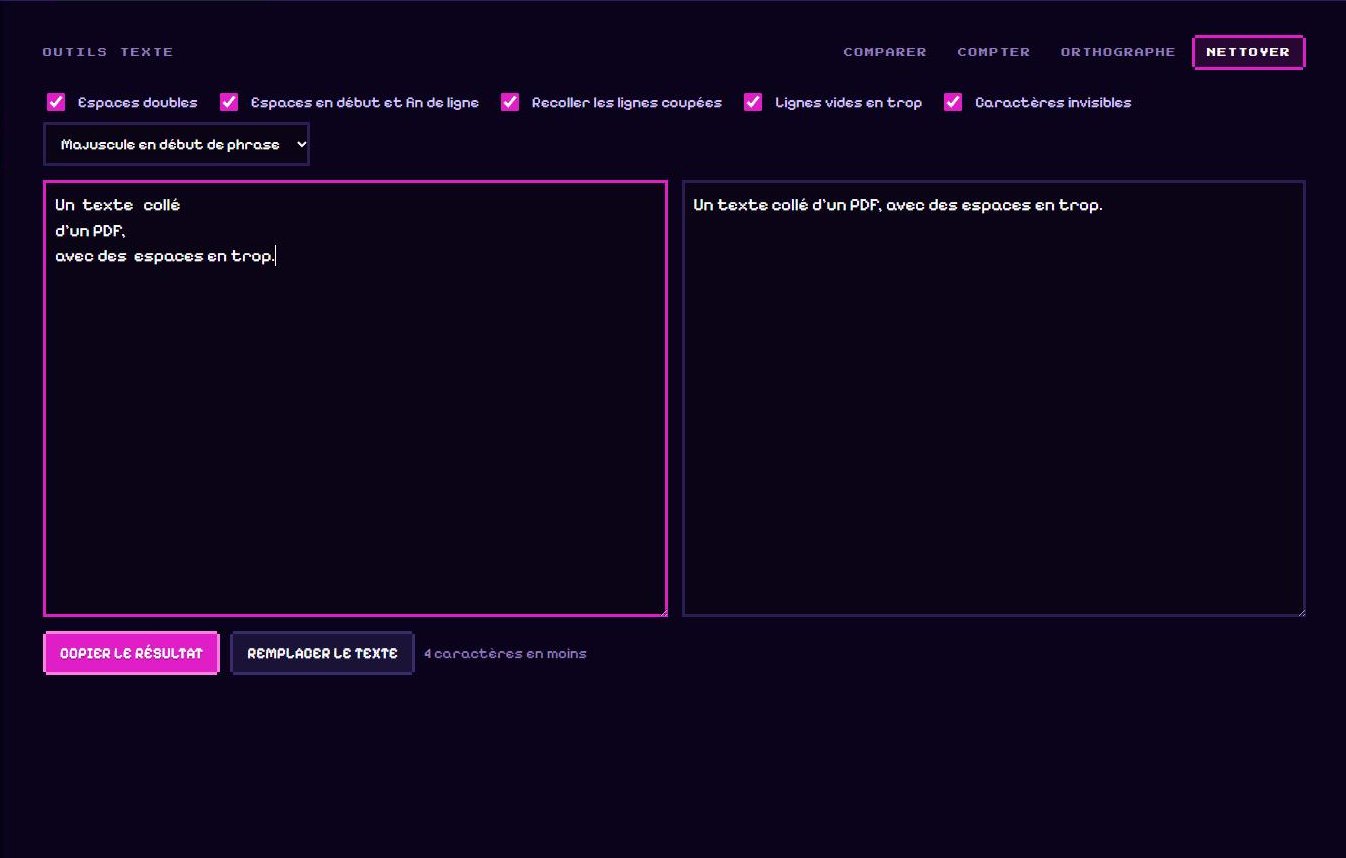 OUTILS TEXTE
COMPARER COMPTER ORTHOGRAPHE NETTOYER
Espaces doubles Espaces en début et fin de ligne Recoller les lignes coupées Lignes vides en trop Caractères invisibles
Majuscule en début de phrase
Un  texte   collé
d'un PDF,
avec des  espaces en trop.
Un texte collé d'un PDF, avec des espaces en trop.
COPIER LE RÉSULTAT REMPLACER LE TEXTE 4 caractères en moins